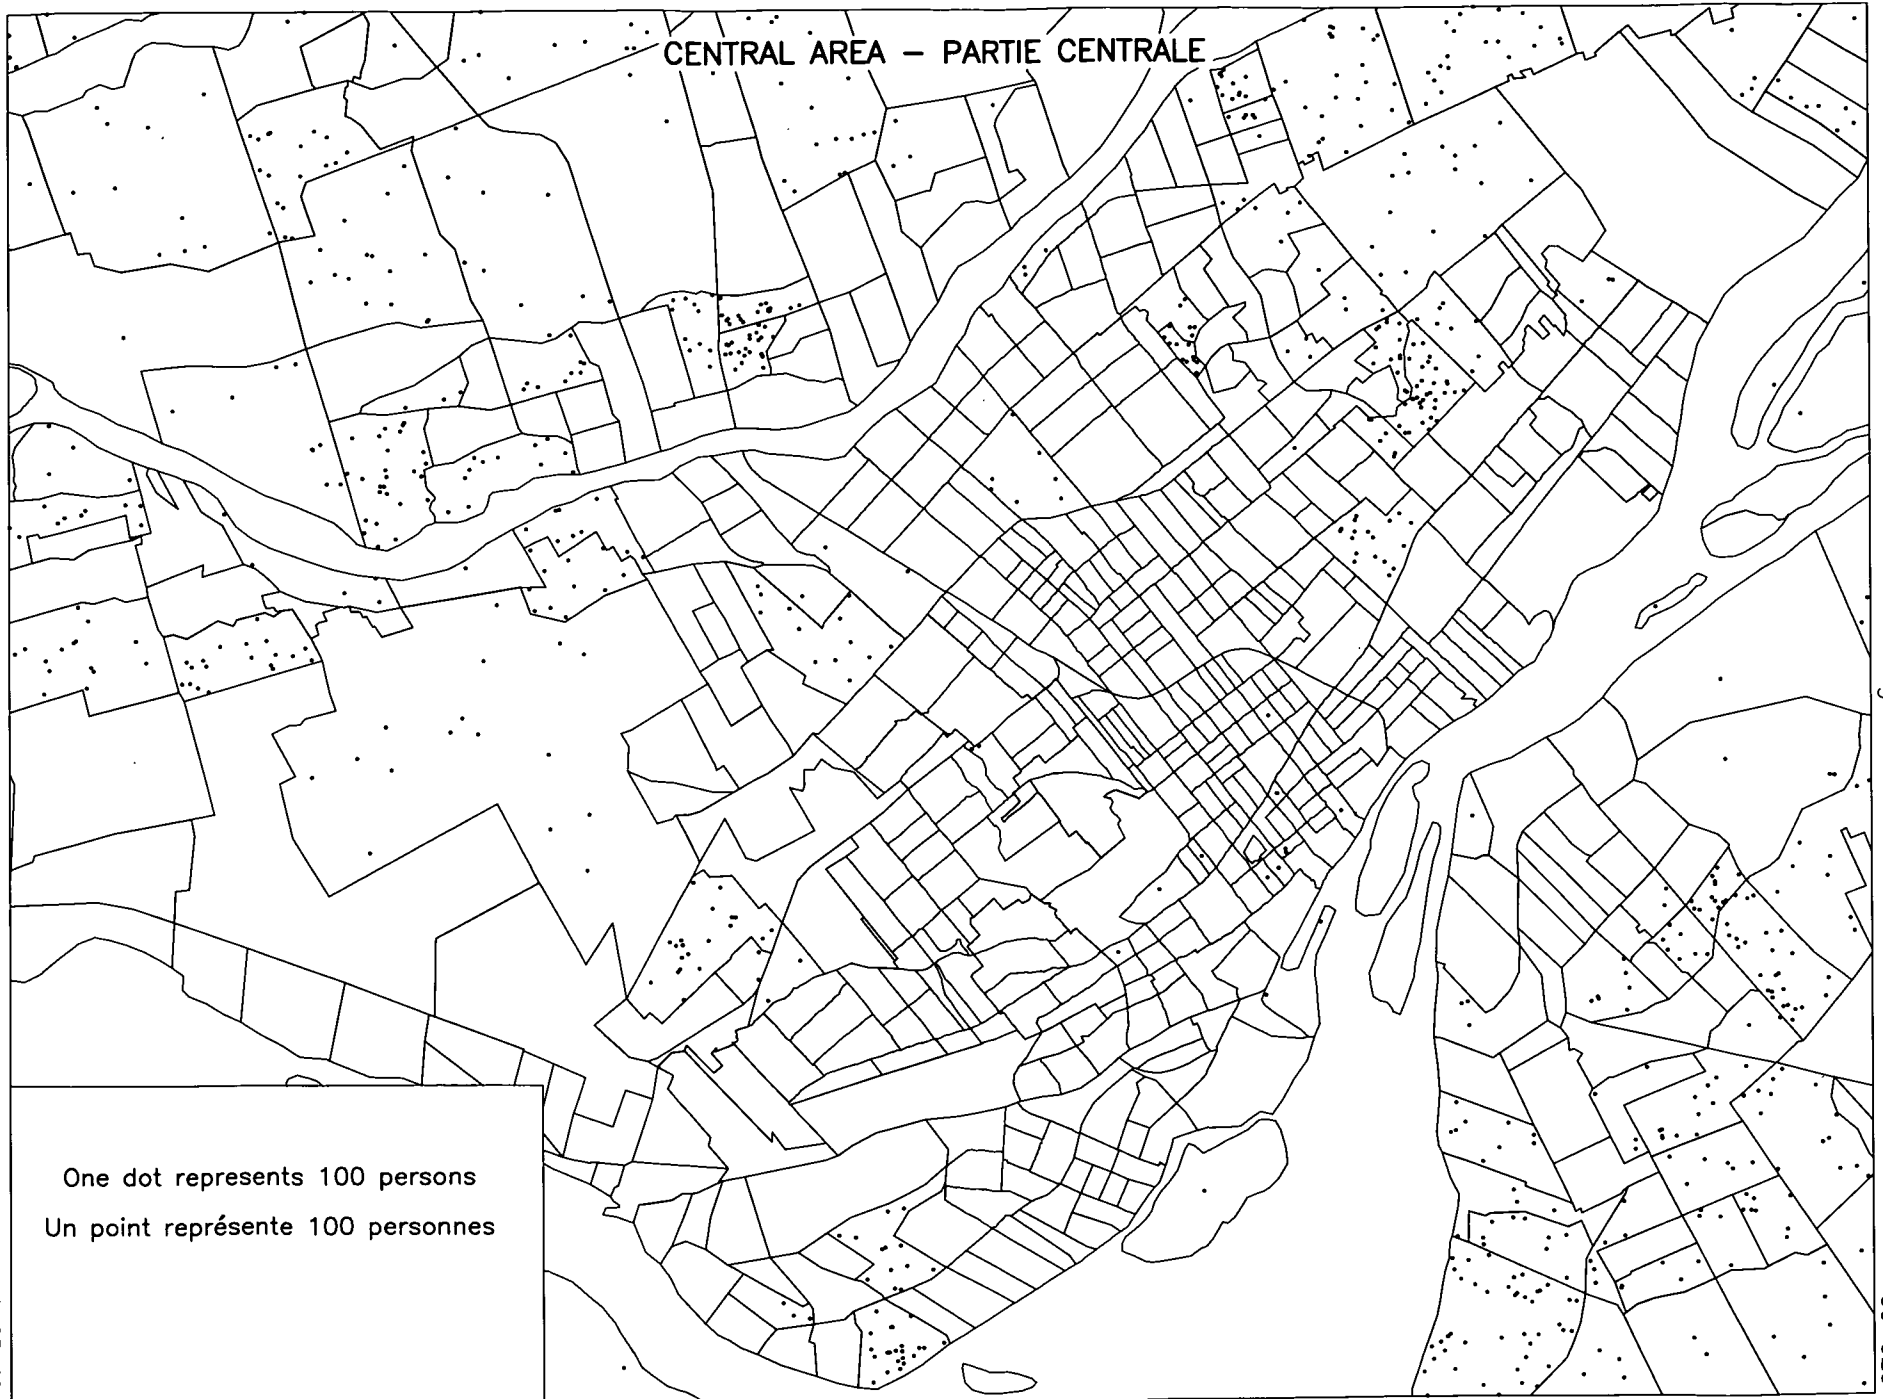 CENTRAL AREA – PARTIE CENTRALE
One dot represents 100 persons
Un point représente 100 personnes